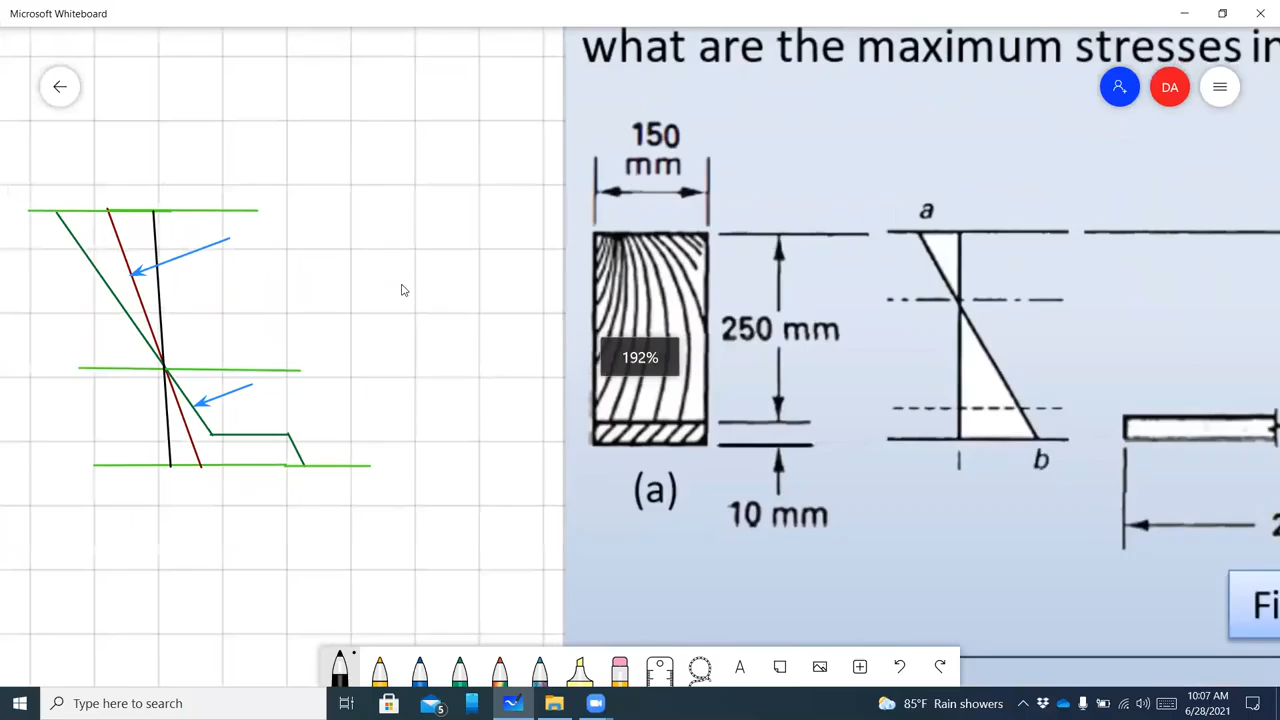 Microsoft Whiteboard
what are the maximum stresses in
DA
150
mm
a
250 mm
192%
b
(a)
10 mm
2
Fi
A
Type here to search
5
85°F Rain showers
10:07 AM
6/28/2021